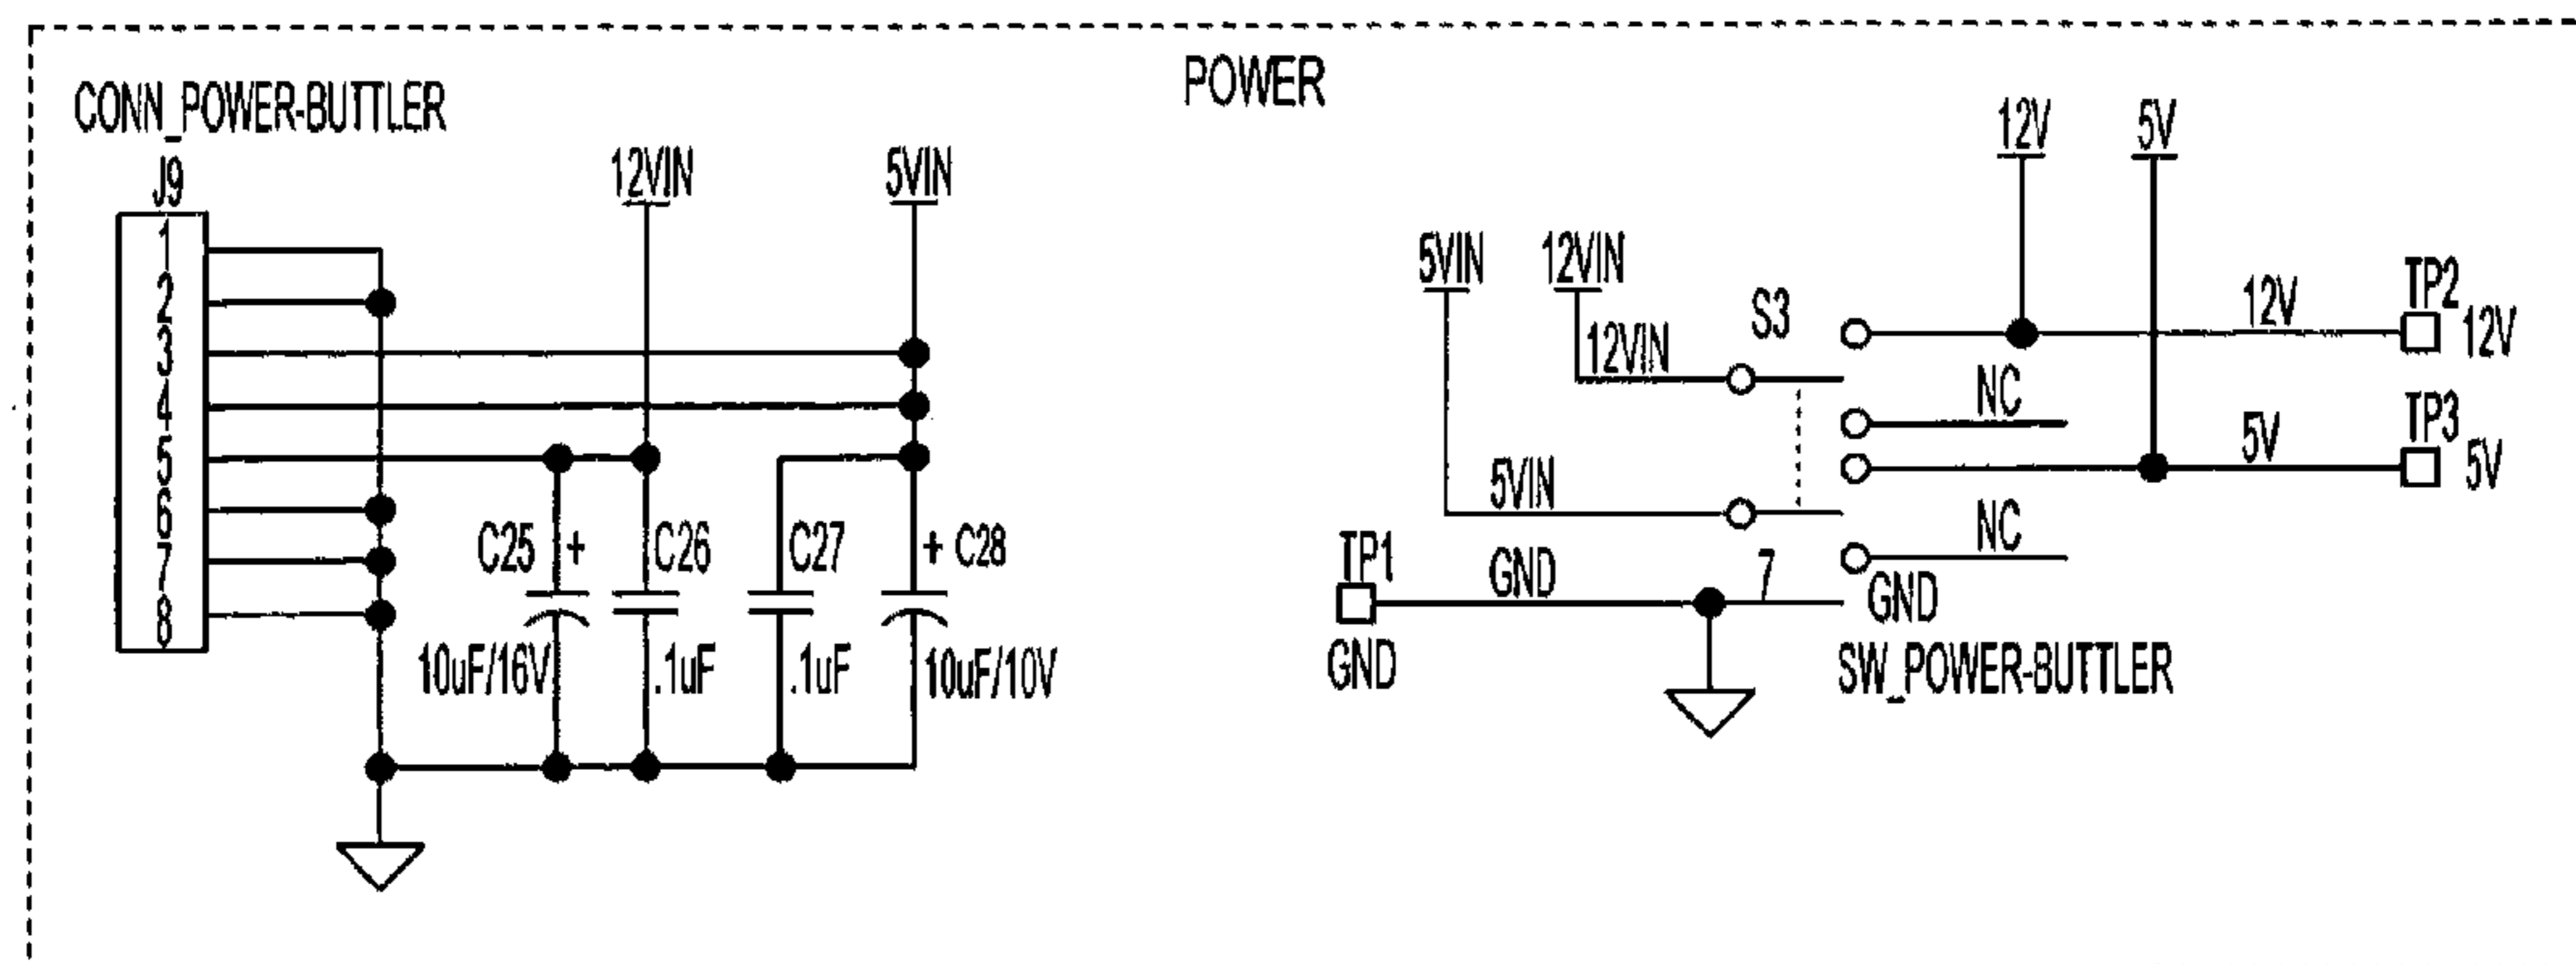 POWER
CONN_POWER-BUTTLER
J9
1
2
3
4
5
6
7
8
12VIN
5VIN
C25 +
C26
C27
+ C28
10uF/16V
.1uF
.1uF
10uF/10V
12V
5V
5VIN
12VIN
S3
12VIN
12V
TP2
12V
NC
5VIN
5V
TP3
5V
NC
TP1
GND
7
GND
GND
SW_POWER-BUTTLER